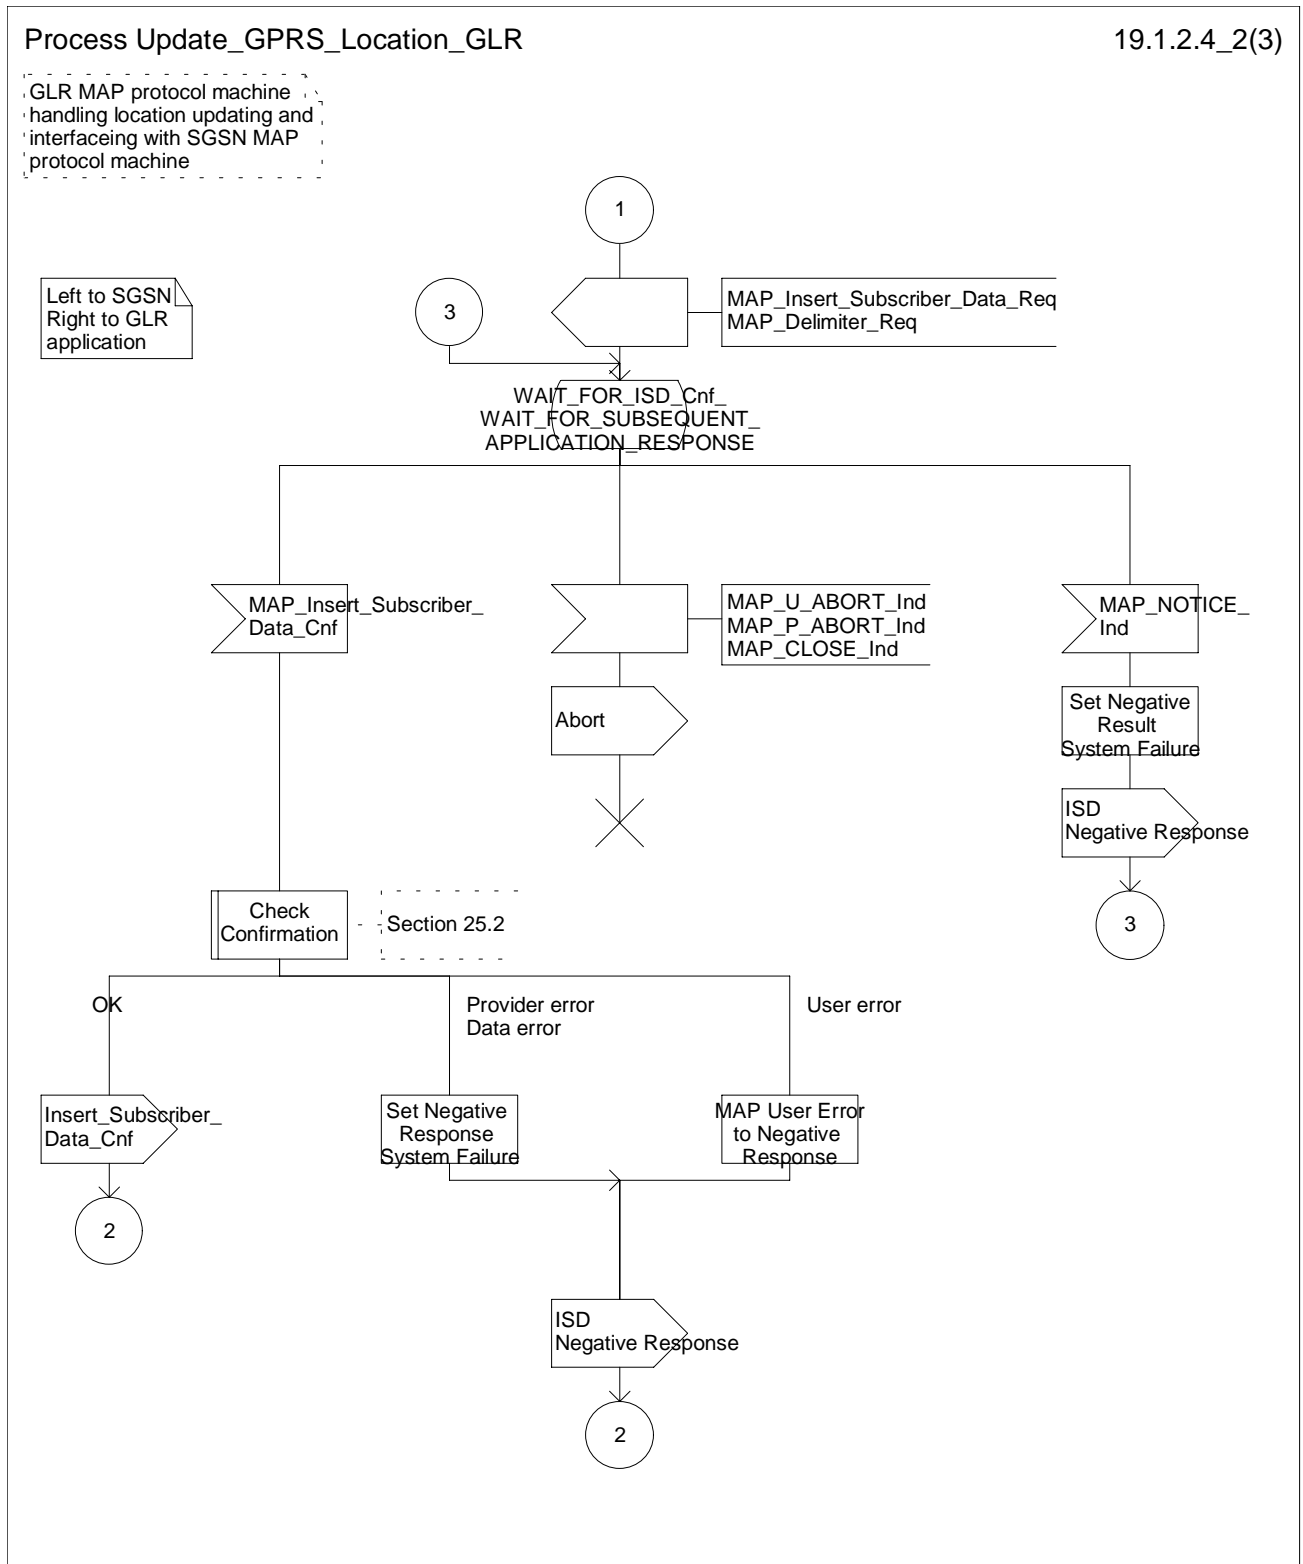 Process Update_GPRS_Location_GLR
19.1.2.4_2(3)
GLR MAP protocol machine
handling location updating and
interfaceing with SGSN MAP
protocol machine
1
Left to SGSN
Right to GLR
application
3
MAP_Insert_Subscriber_Data_Req
MAP_Delimiter_Req
WAIT_FOR_ISD_Cnf_
WAIT_FOR_SUBSEQUENT_
APPLICATION_RESPONSE
MAP_Insert_Subscriber_
Data_Cnf
MAP_U_ABORT_Ind
MAP_P_ABORT_Ind
MAP_CLOSE_Ind
MAP_NOTICE_
Ind
Abort
Set Negative
Result
System Failure
ISD
Negative Response
3
Check
Confirmation
Section 25.2
OK
Provider error
Data error
User error
Insert_Subscriber_
Data_Cnf
Set Negative
Response
System Failure
MAP User Error
to Negative
Response
2
ISD
Negative Response
2